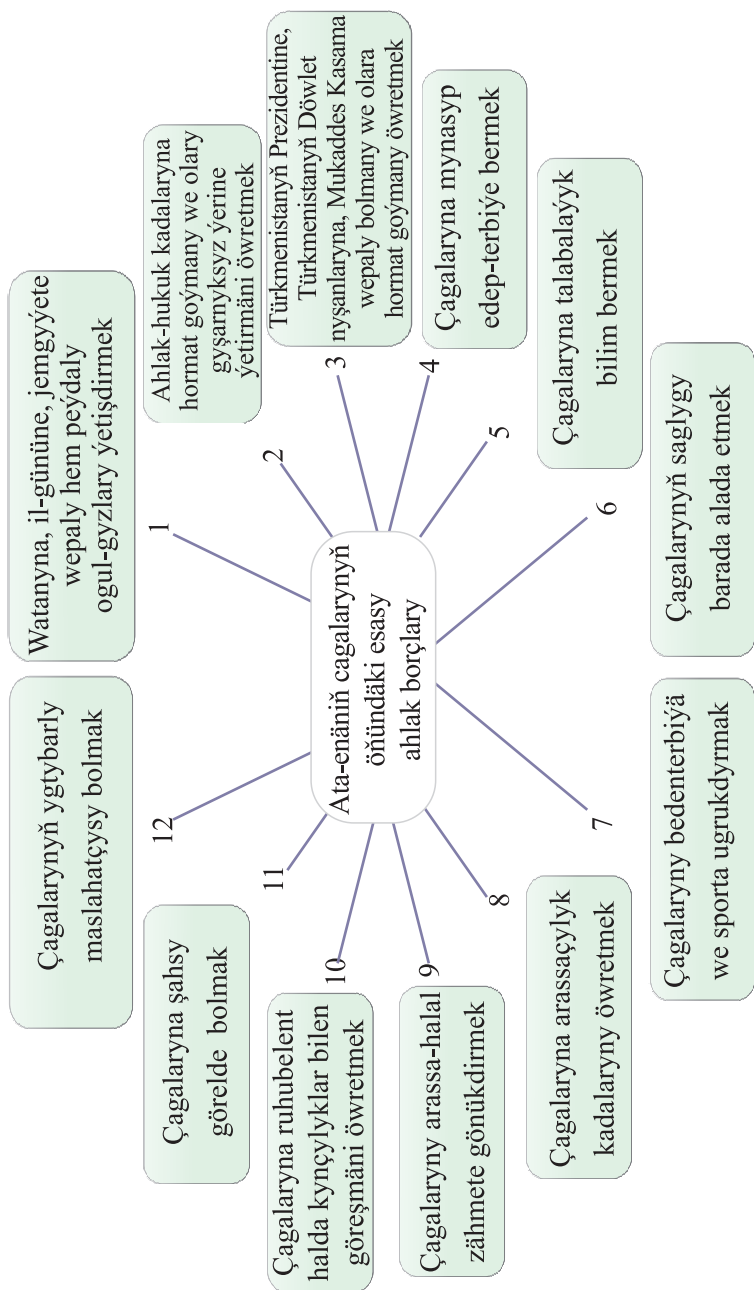 Ata-enäniň cagalarynyň
öňündäki esasy
ahlak borçlary
1
Watanyna, il-gününe, jemgyýete
wepaly hem peýdaly
ogul-gyzlary ýetişdirmek
2
Ahlak-hukuk kadalaryna
hormat goýmany we olary
gyşarnyksyz ýerine
ýetirmäni öwretmek
3
Türkmenistanyň Prezidentine,
Türkmenistanyň Döwlet
nyşanlaryna, Mukaddes Kasama
wepaly bolmany we olara
hormat goýmany öwretmek
4
Çagalaryna mynasyp
edep-terbiýe bermek
5
Çagalaryna talabalaýyk
bilim bermek
6
Çagalarynyň saglygy
barada alada etmek
7
Çagalaryny bedenterbiýä
we sporta ugrukdyrmak
8
Çagalaryna arassaçylyk
kadalaryny öwretmek
9
Çagalaryny arassa-halal
zähmete gönükdirmek
10
Çagalaryna ruhubelent
halda kynçylyklar bilen
göreşmäni öwretmek
11
Çagalaryna şahsy
görelde bolmak
12
Çagalarynyň ygtybarly
maslahatçysy bolmak